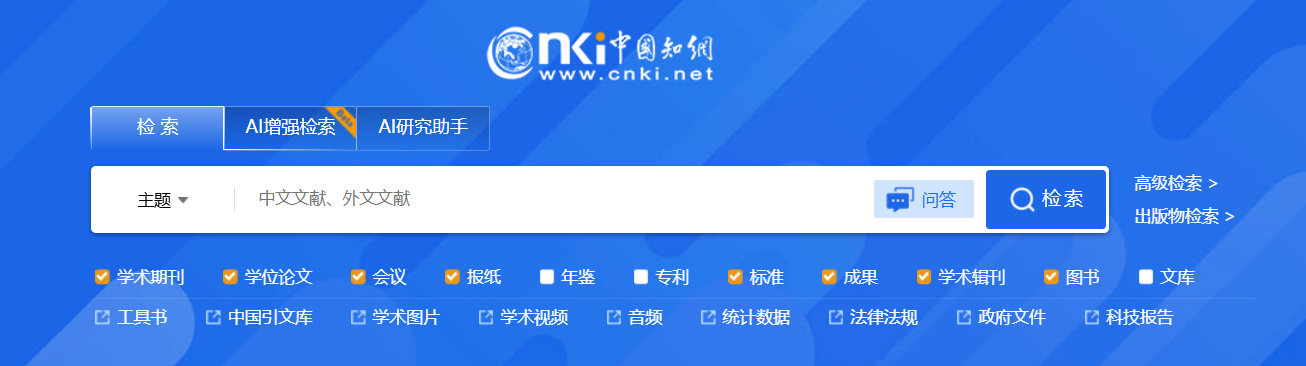 cnki 中国知網
www.cnki.net
检 索 AI增强检索 Beta AI研究助手
主题 中文文献、外文文献 问答 检索 高级检索 >
出版物检索 >
学术期刊 学位论文 会议 报纸 年鉴 专利 标准 成果 学术辑刊 图书 文库
工具书 中国引文库 学术图片 学术视频 音频 统计数据 法律法规 政府文件 科技报告